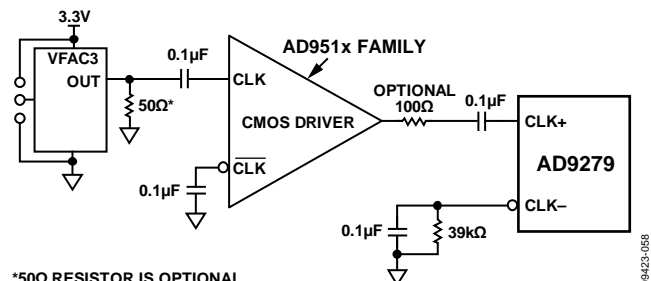 3.3V
VFAC3
OUT
50Ω*
0.1µF
CLK
AD951x FAMILY
CMOS DRIVER
CLK
0.1µF
OPTIONAL
100Ω
0.1µF
CLK+
AD9279
CLK–
0.1µF
39kΩ
*50Ω RESISTOR IS OPTIONAL
09423-058